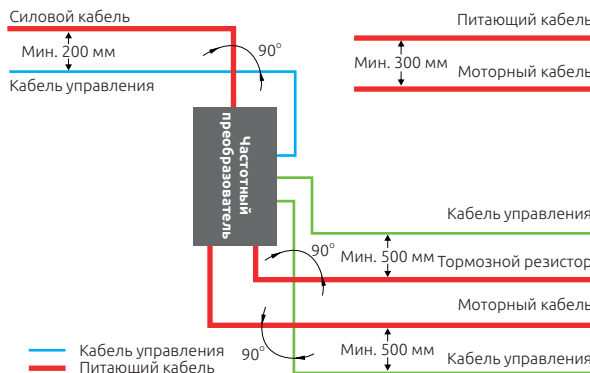 Силовой кабель
Мин. 200 мм
90°
Кабель управления
Питающий кабель
Мин. 300 мм
Моторный кабель
Частотный
преобразователь
Кабель управления
90°
Мин. 500 мм
Тормозной резистор
Моторный кабель
90°
Мин. 500 мм
Кабель управления
Кабель управления
Питающий кабель